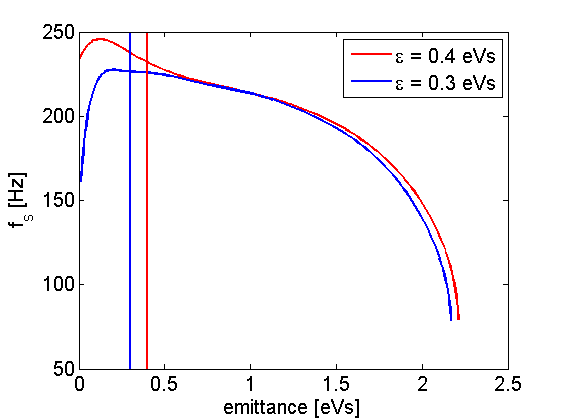 250
200
150
100
50
f_s [Hz]
ε = 0.4 eVs
ε = 0.3 eVs
0 0.5 1 1.5 2 2.5
emittance [eVs]